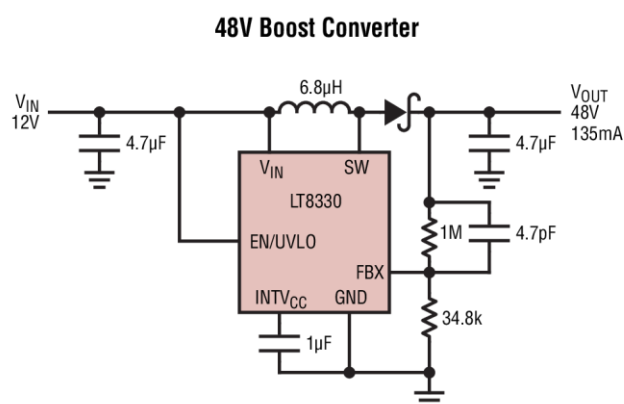 48V Boost Converter
VIN
12V
4.7µF
6.8µH
VOUT
48V
135mA
4.7µF
VIN
SW
LT8330
EN/UVLO
1M
4.7pF
FBX
INTVCC
GND
34.8k
1µF